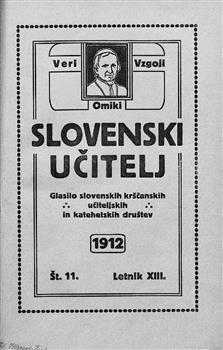 Veri Vzgoji
Omiki
SLOVENSKI
UČITELJ
Glasilo slovenskih krščanskih
∴ učiteljskih ∴
in katehetskih društev
1912
Št. 11. Letnik XIII.